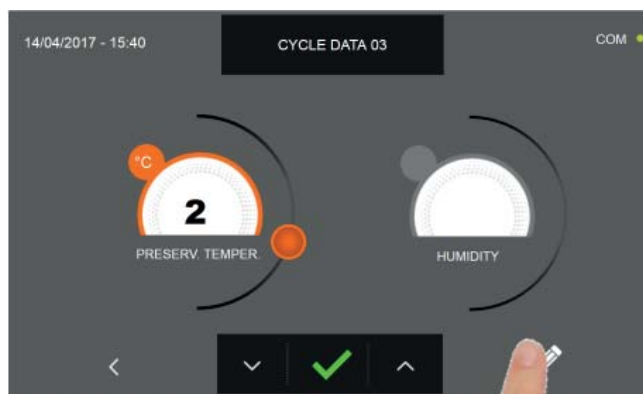 14/04/2017 - 15:40
CYCLE DATA 03
COM
°C
2
PRESERV. TEMPER.
HUMIDITY